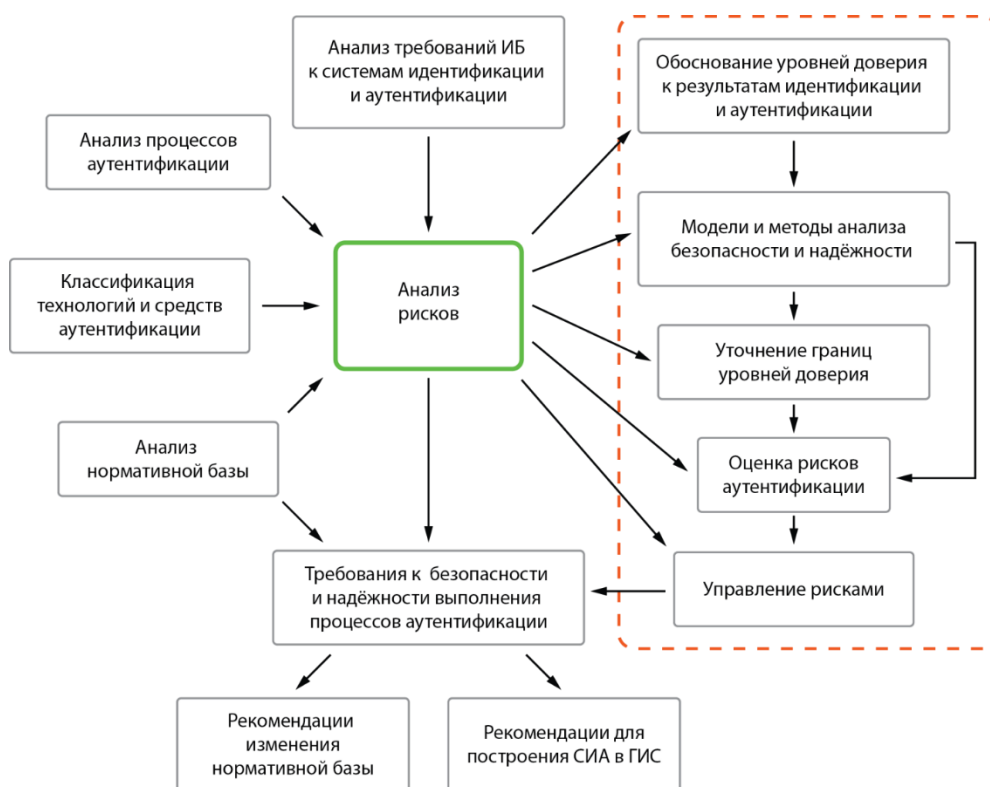 Анализ требований ИБ
к системам идентификации
и аутентификации
Обоснование уровней доверия
к результатам идентификации
и аутентификации
Анализ процессов
аутентификации
Модели и методы анализа
безопасности и надёжности
Классификация
технологий и средств
аутентификации
Анализ
рисков
Уточнение границ
уровней доверия
Анализ
нормативной базы
Оценка рисков
аутентификации
Требования к безопасности
и надёжности выполнения
процессов аутентификации
Управление рисками
Рекомендации
изменения
нормативной базы
Рекомендации для
построения СИА в ГИС